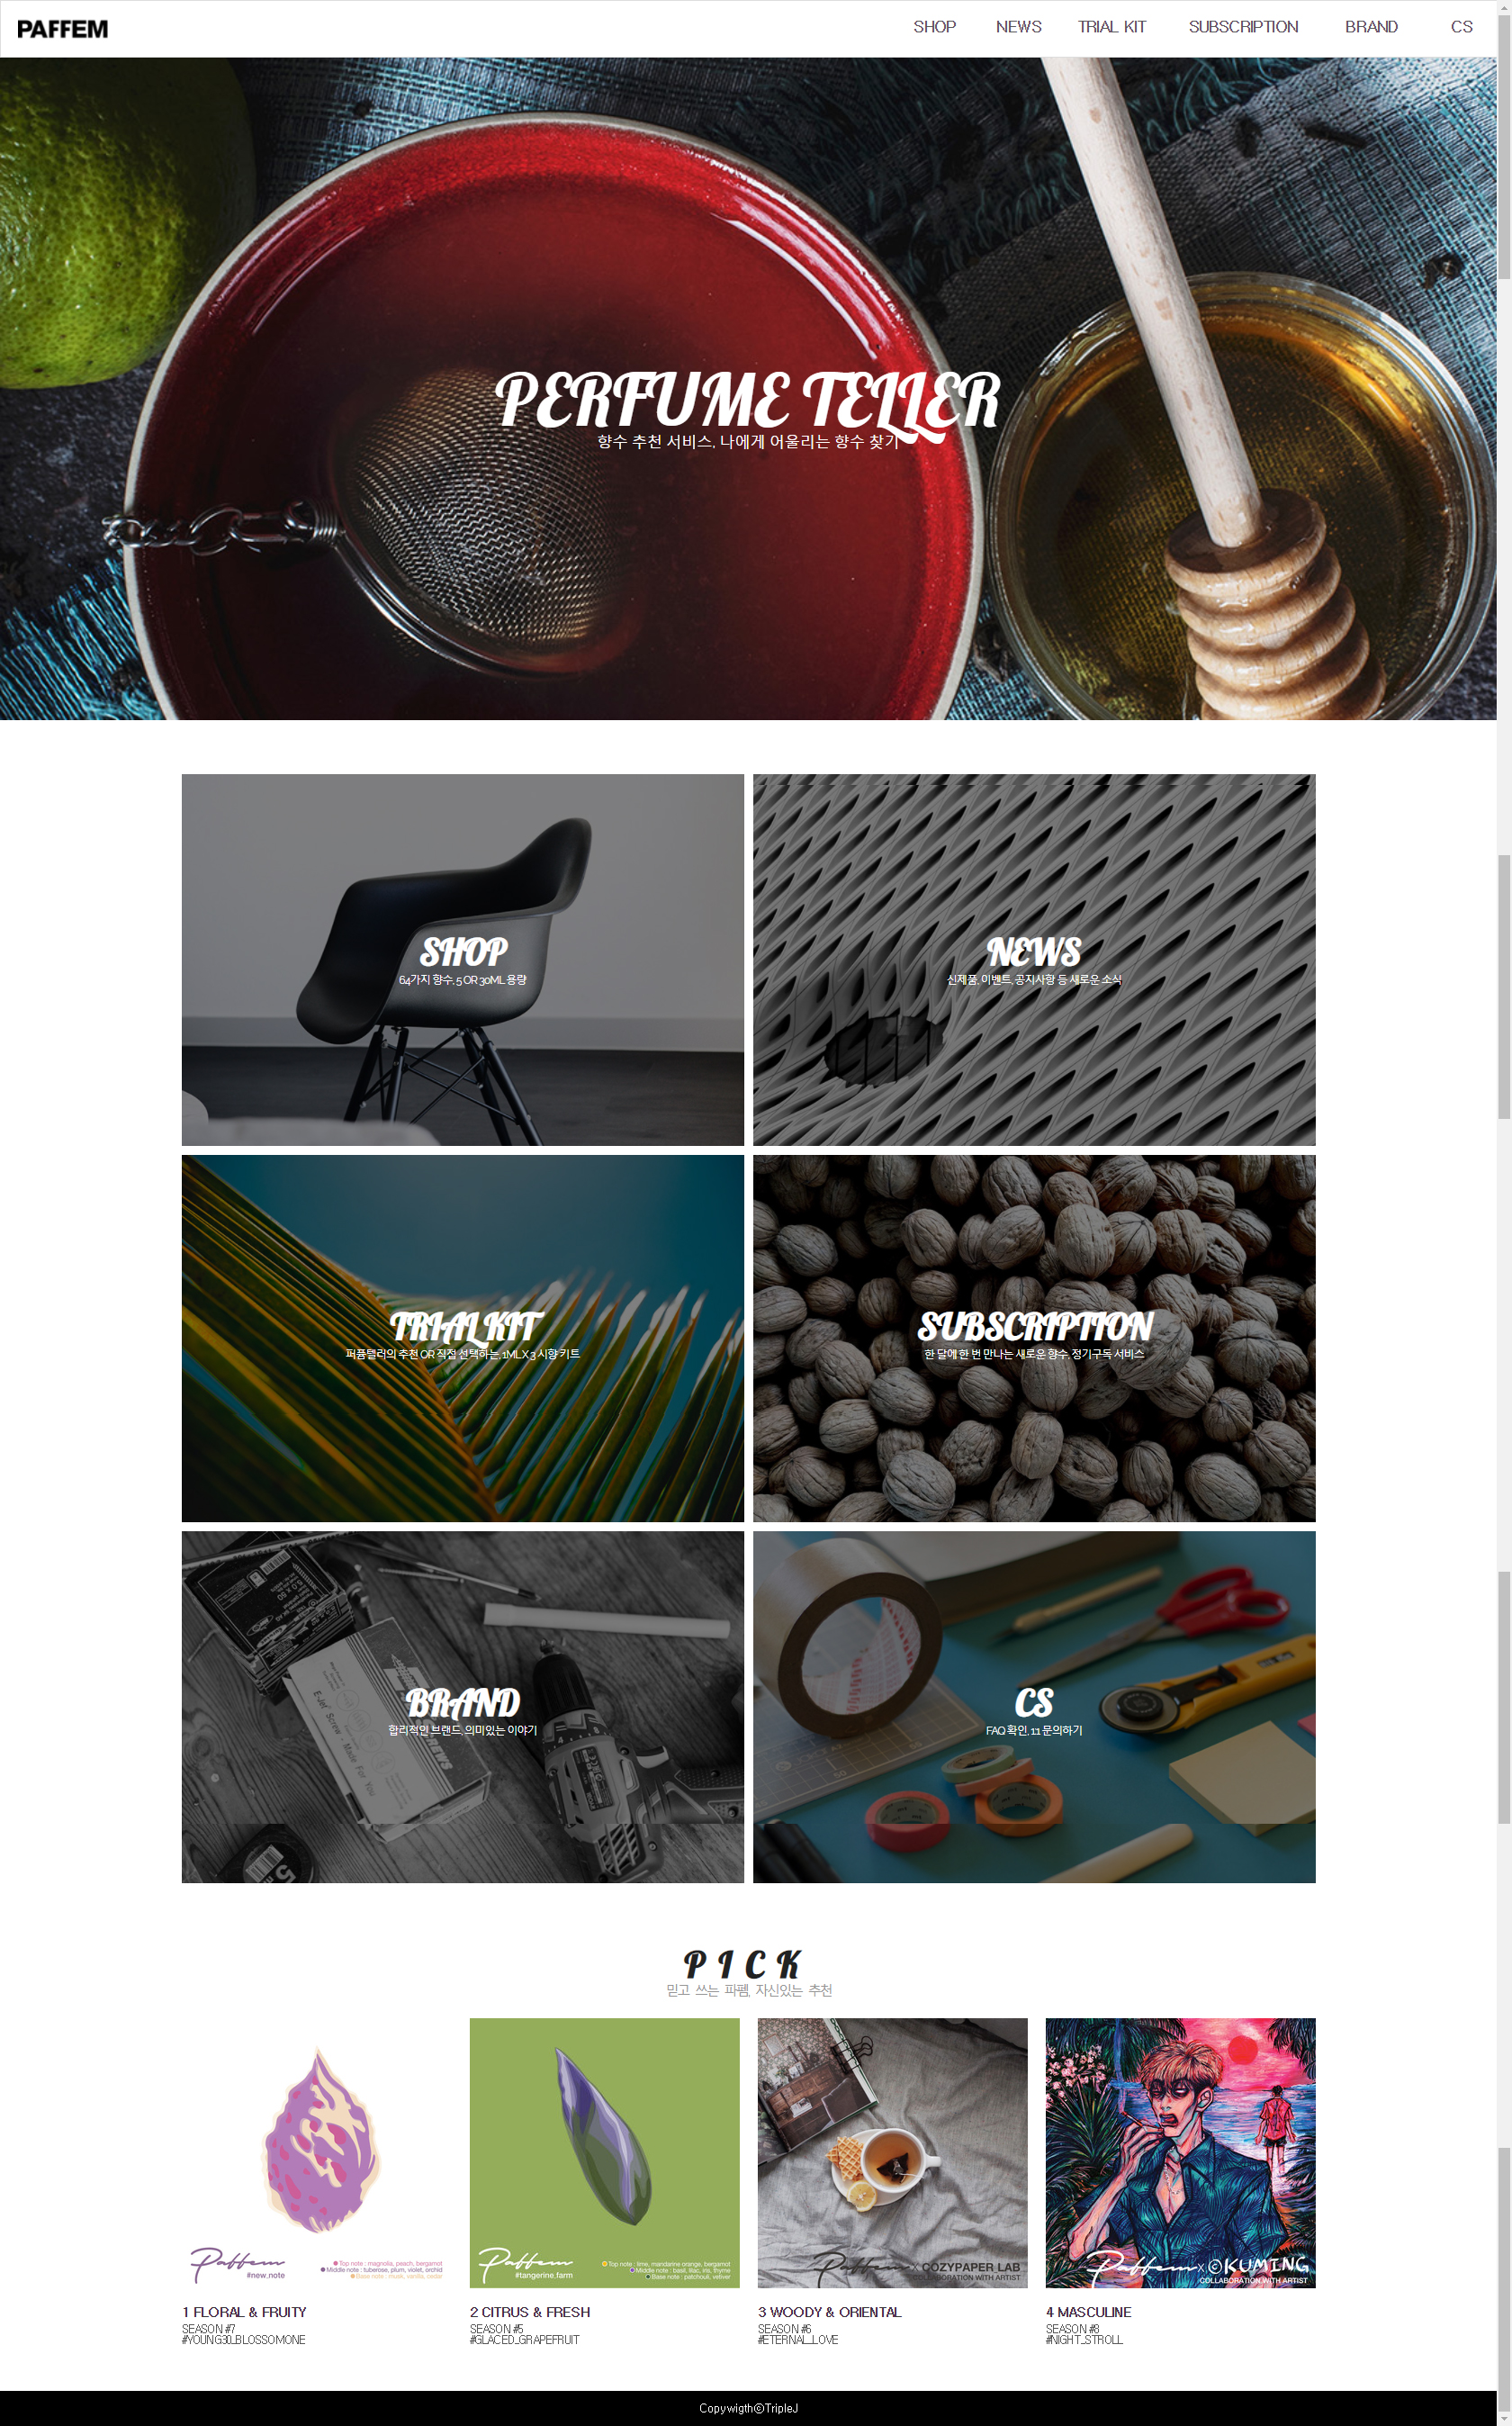 PAFFEM
SHOP NEWS TRIAL KIT SUBSCRIPTION BRAND CS
PERFUME TELLER
향수 추천 서비스, 나에게 어울리는 향수 찾기
SHOP
64가지 향수, 5 OR 30ML 용량
NEWS
신제품, 이벤트, 공지사항 등 새로운 소식
TRIAL KIT
퍼퓸텔러의 추천 OR 직접 선택하는, 1ML X 3 시향 키트
SUBSCRIPTION
한 달에 한 번 만나는 새로운 향수, 정기구독 서비스
BRAND
합리적인 브랜드, 의미있는 이야기
CS
FAQ 확인, 1:1 문의하기
PICK
믿고 쓰는 파펨, 자신있는 추천
Paffem
#new.note
Top note : magnolia, peach, bergamot
Middle note : tuberose, plum, violet, orchid
Base note : musk, vanilla, cedar
Paffem
#tangerine.farm
Top note : lime, mandarine orange, bergamot
Middle note : basil, lilac, iris, thyme
Base note : patchouli, vetiver
Paffem X COZYPAPER LAB
COLLABORATION WITH ARTIST
Paffem X ©KUMING
COLLABORATION WITH ARTIST
1 FLORAL & FRUITY
SEASON #7
#YOUNG30_BLOSSOMONE
2 CITRUS & FRESH
SEASON #5
#GLACED_GRAPEFRUIT
3 WOODY & ORIENTAL
SEASON #6
#ETERNAL_LOVE
4 MASCULINE
SEASON #8
#NIGHT_STROLL
CopywigthⓒTripleJ